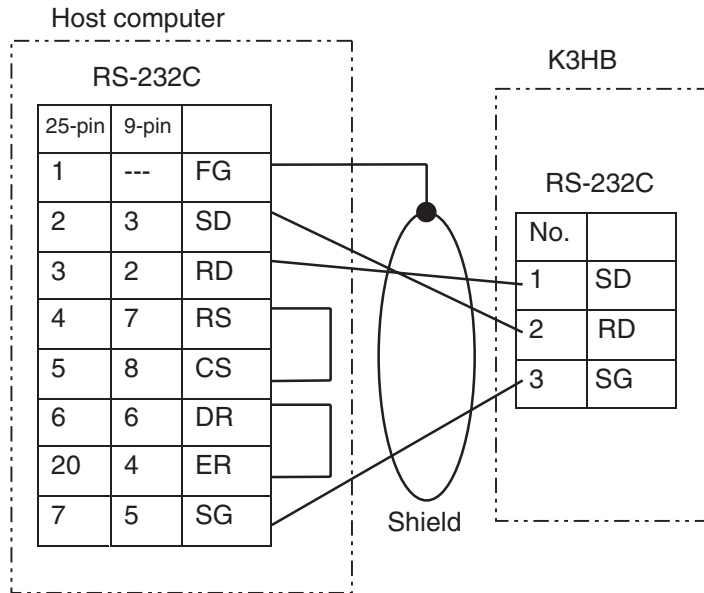 Host computer
RS-232C
25-pin 9-pin
1 --- FG
2 3 SD
3 2 RD
4 7 RS
5 8 CS
6 6 DR
20 4 ER
7 5 SG
Shield
K3HB
RS-232C
No.
1 SD
2 RD
3 SG